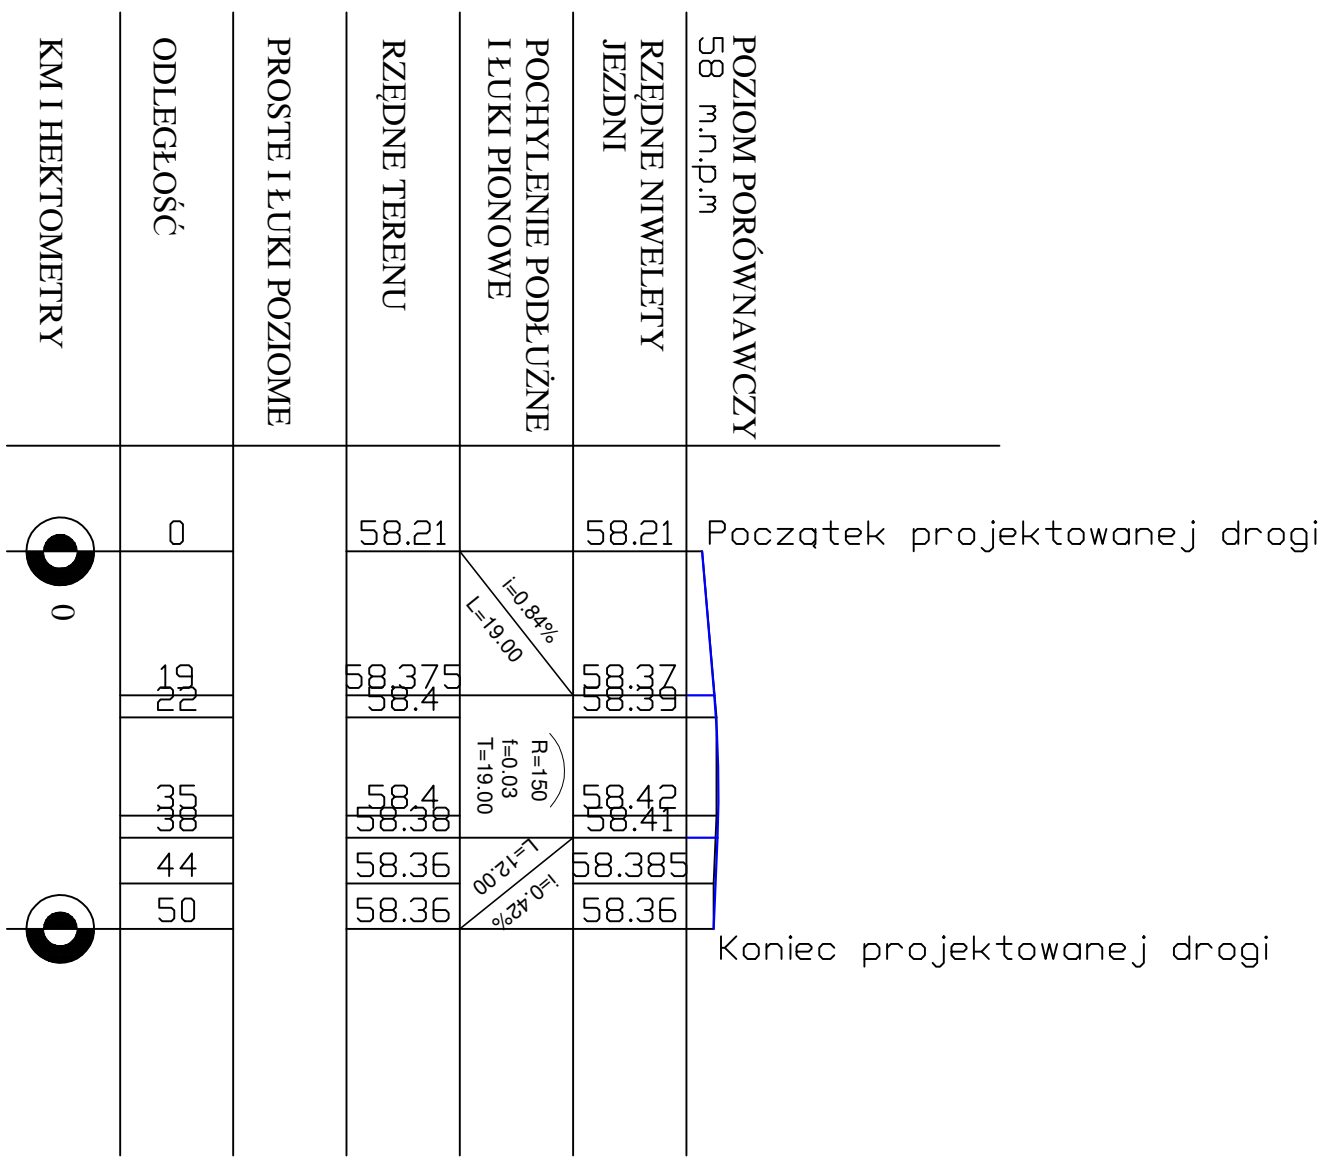 POZIOM PORÓWNAWCZY
58 m.n.p.m
RZĘDNE NIWELETY
JEZDNI
POCHYLENIE PODŁUŻNE
I ŁUKI PIONOWE
RZĘDNE TERENU
PROSTE I ŁUKI POZIOME
ODLEGŁOŚĆ
KM I HEKTOMETRY
0 58.21 58.21 Początek projektowanej drogi
0
i=0.84%
L=19.00
19 58.375 58.37
22 58.4 58.39
R=150
f=0.03
T=19.00
35 58.4 58.42
38 58.38 58.41
44 58.36 58.385
L=12.00
i=0.42%
50 58.36 58.36
Koniec projektowanej drogi